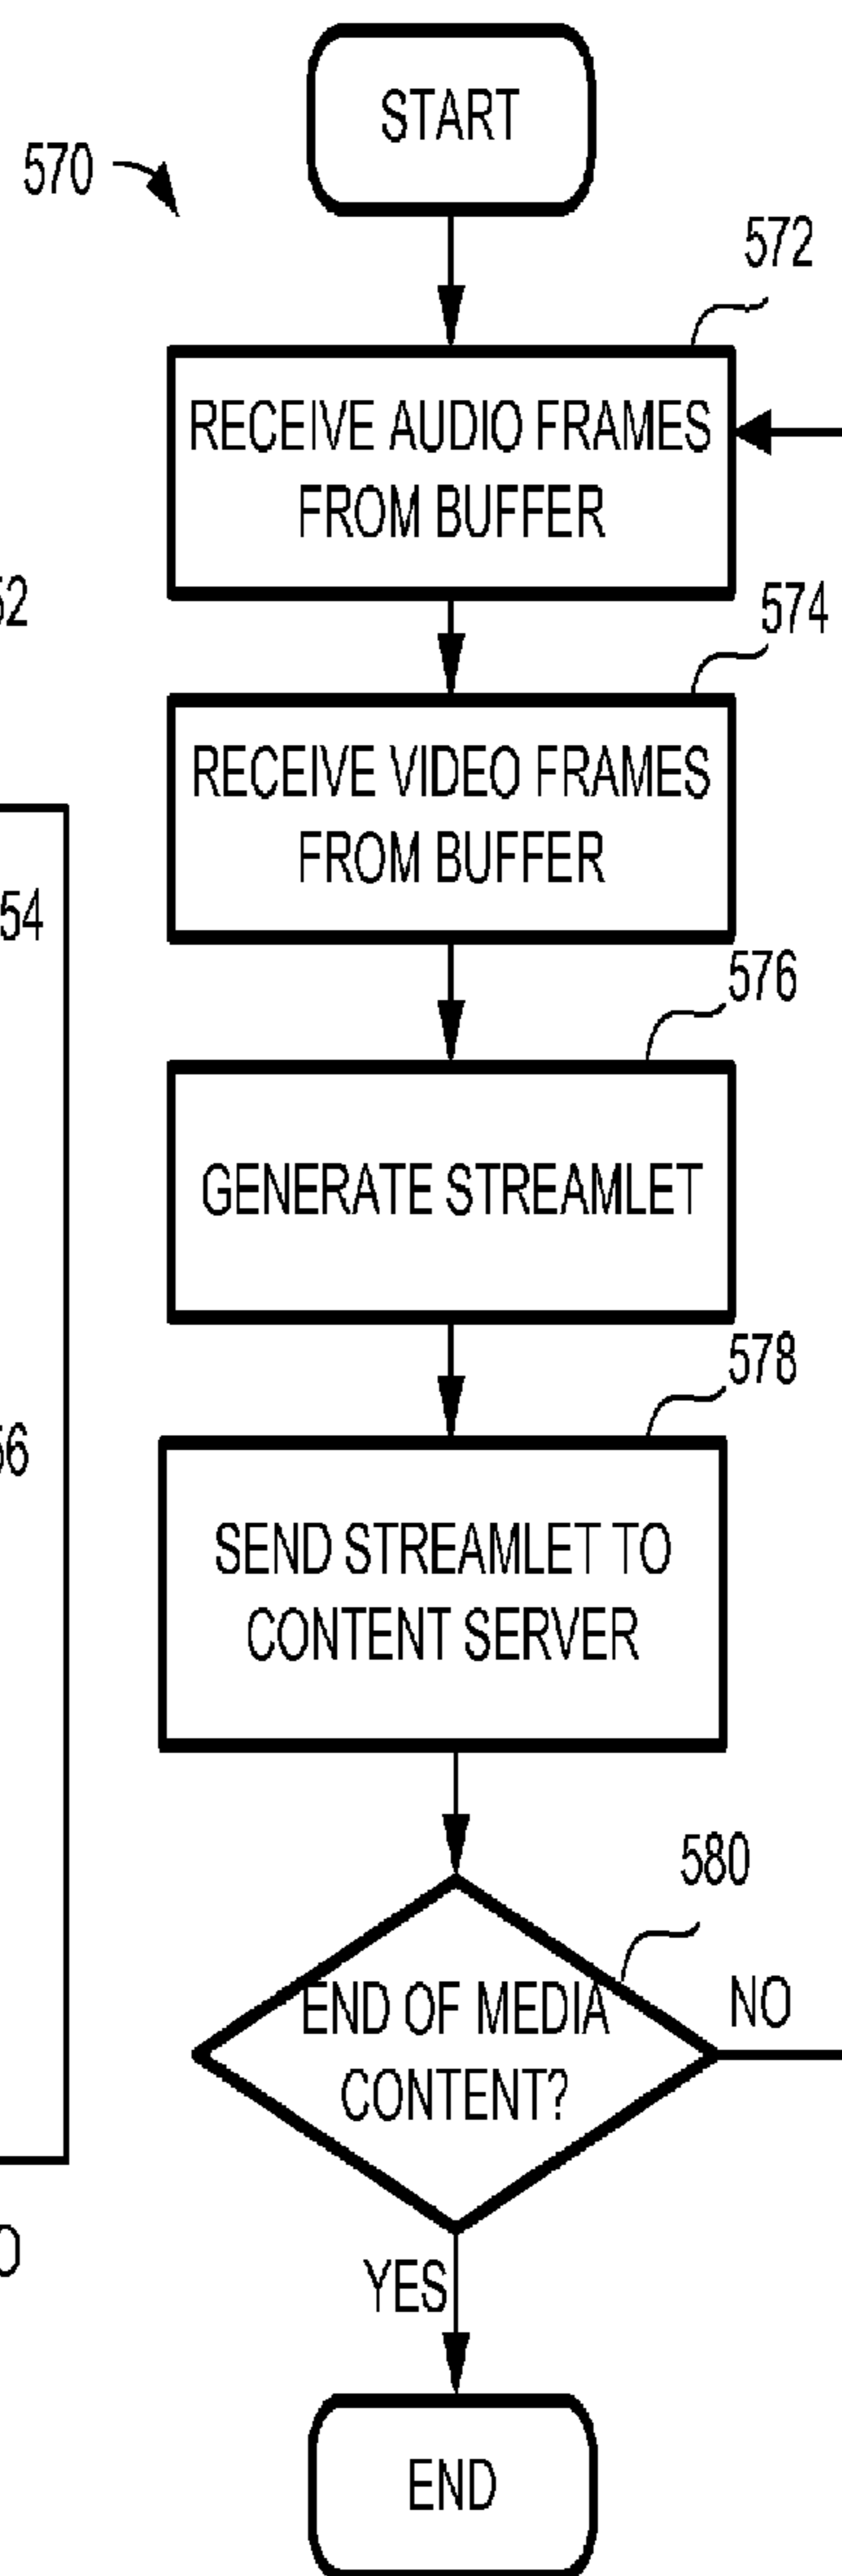 START
570
572
RECEIVE AUDIO FRAMES
FROM BUFFER
574
RECEIVE VIDEO FRAMES
FROM BUFFER
576
GENERATE STREAMLET
578
SEND STREAMLET TO
CONTENT SERVER
580
END OF MEDIA
CONTENT?
NO
YES
END
54